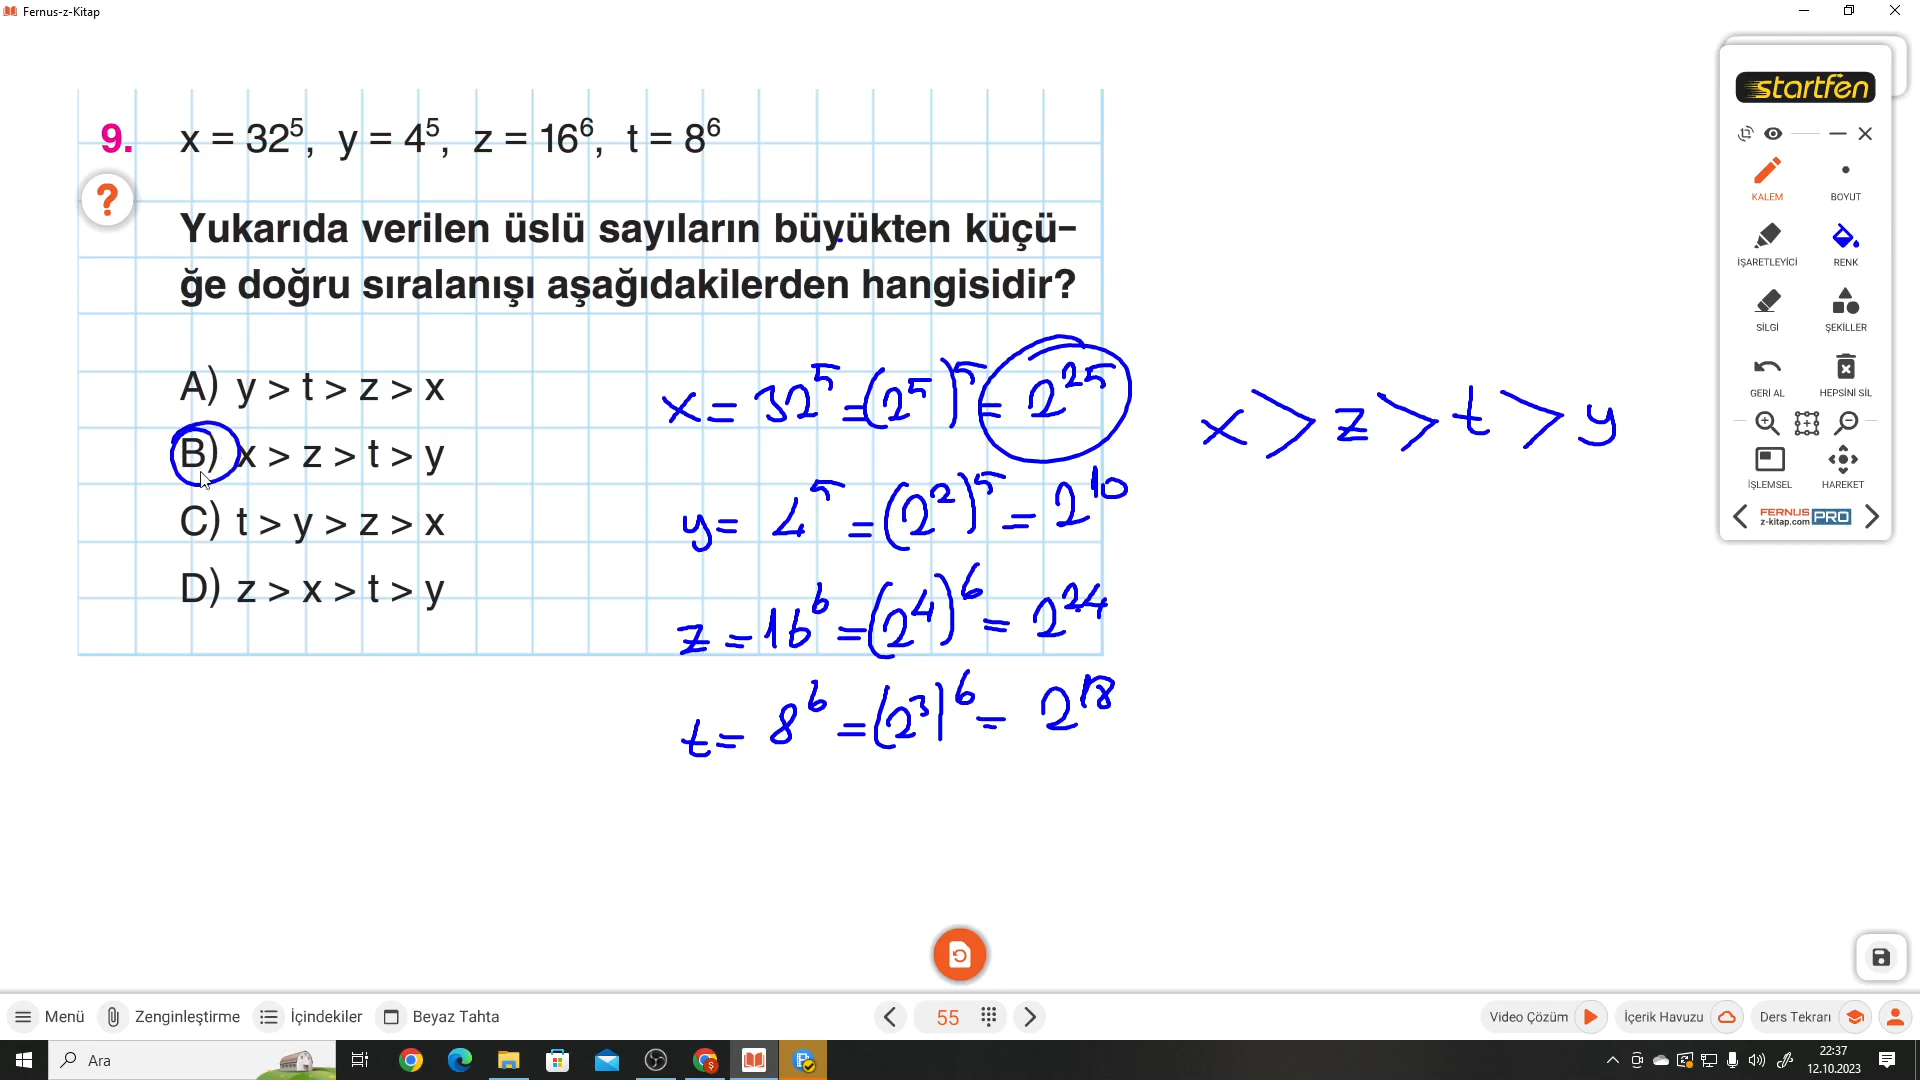 Fernus-z-Kitap
9. x = 32⁵, y = 4⁵, z = 16⁶, t = 8⁶
?
Yukarıda verilen üslü sayıların büyükten küçü-
ğe doğru sıralanışı aşağıdakilerden hangisidir?
A) y > t > z > x
B) x > z > t > y
C) t > y > z > x
D) z > x > t > y
x = 32⁵ = (2⁵)⁵ = 2²⁵
y = 4⁵ = (2²)⁵ = 2¹⁰
z = 16⁶ = (2⁴)⁶ = 2²⁴
t = 8⁶ = (2³)⁶ = 2¹⁸
x > z > t > y
startfen
KALEM BOYUT
İŞARETLEYİCİ RENK
SİLGİ ŞEKİLLER
GERİ AL HEPSİNİ SİL
İŞLEMSEL HAREKET
FERNUS
z-kitap.com PRO
Menü Zenginleştirme İçindekiler Beyaz Tahta 55 Video Çözüm İçerik Havuzu Ders Tekrarı
Ara
22:37
12.10.2023